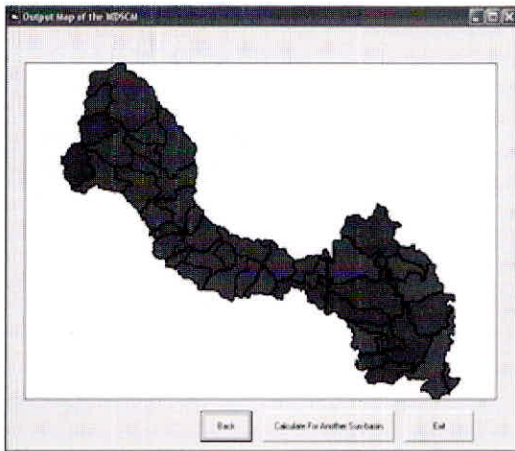 Output Map of the MDSCM
Back Calculate For Another Sub-basin Exit